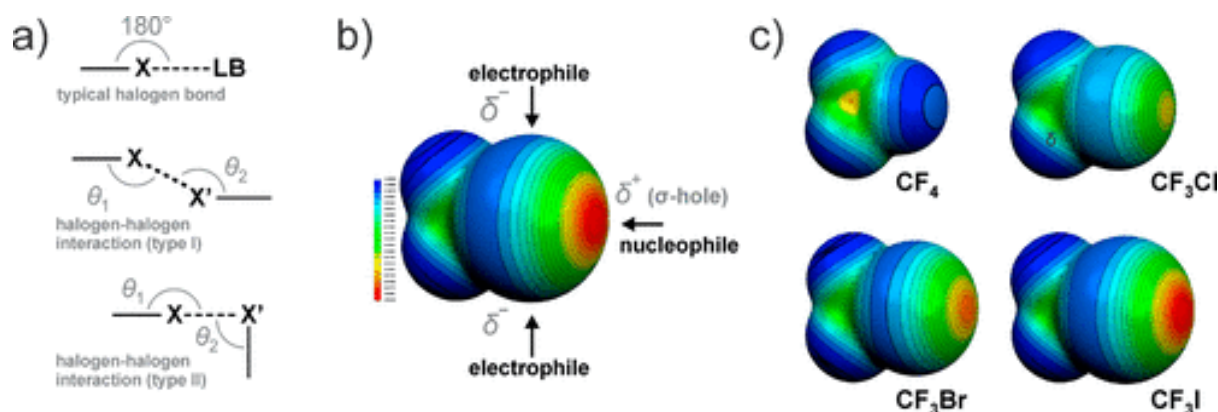 a)
180°
X LB
typical halogen bond
X
θ1
θ2
X'
halogen-halogen
interaction (type I)
θ1
X X'
θ2
halogen-halogen
interaction (type II)
b)
electrophile
δ−
δ+ (σ-hole)
nucleophile
δ−
electrophile
c)
CF4
δ
CF3Cl
CF3Br
CF3I